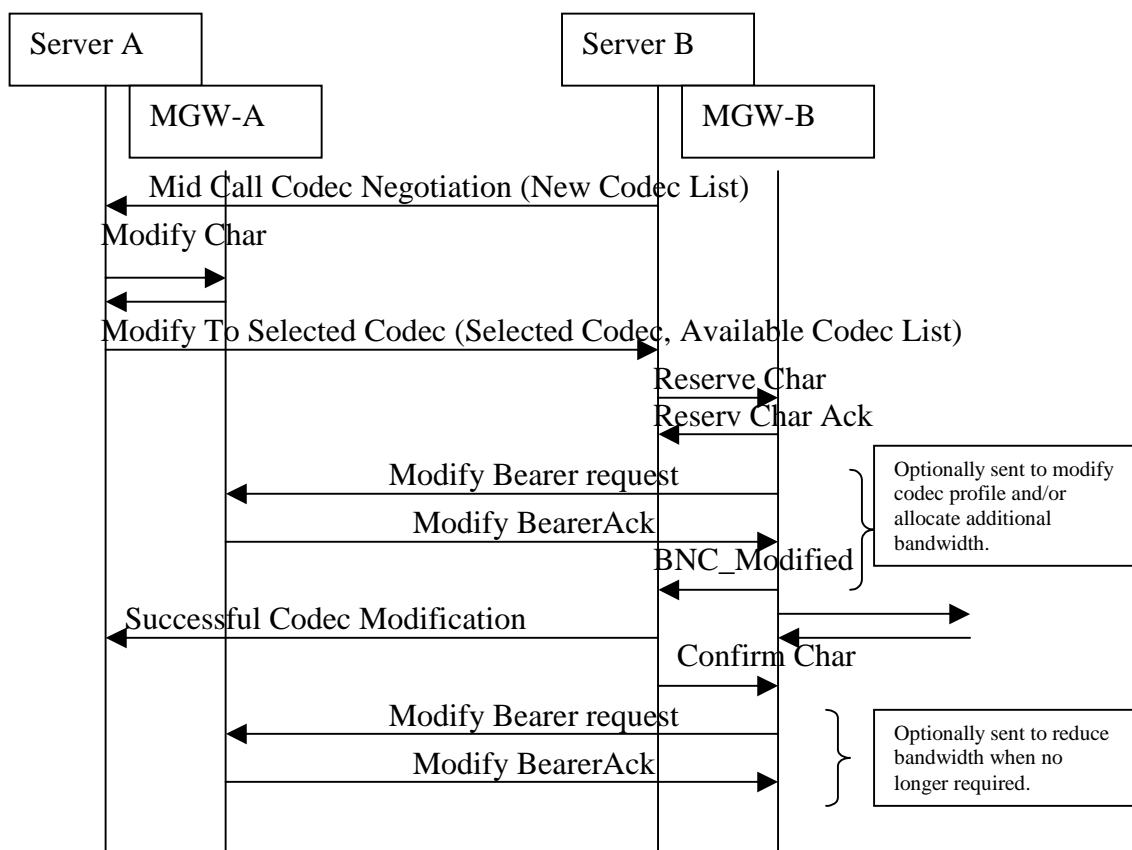 Server A
Server B
MGW-A
MGW-B
Mid Call Codec Negotiation (New Codec List)
Modify Char
Modify To Selected Codec (Selected Codec, Available Codec List)
Reserve Char
Reserv Char Ack
Modify Bearer request
Optionally sent to modify
codec profile and/or
allocate additional
bandwidth.
Modify BearerAck
BNC_Modified
Successful Codec Modification
Confirm Char
Modify Bearer request
Optionally sent to reduce
bandwidth when no
longer required.
Modify BearerAck